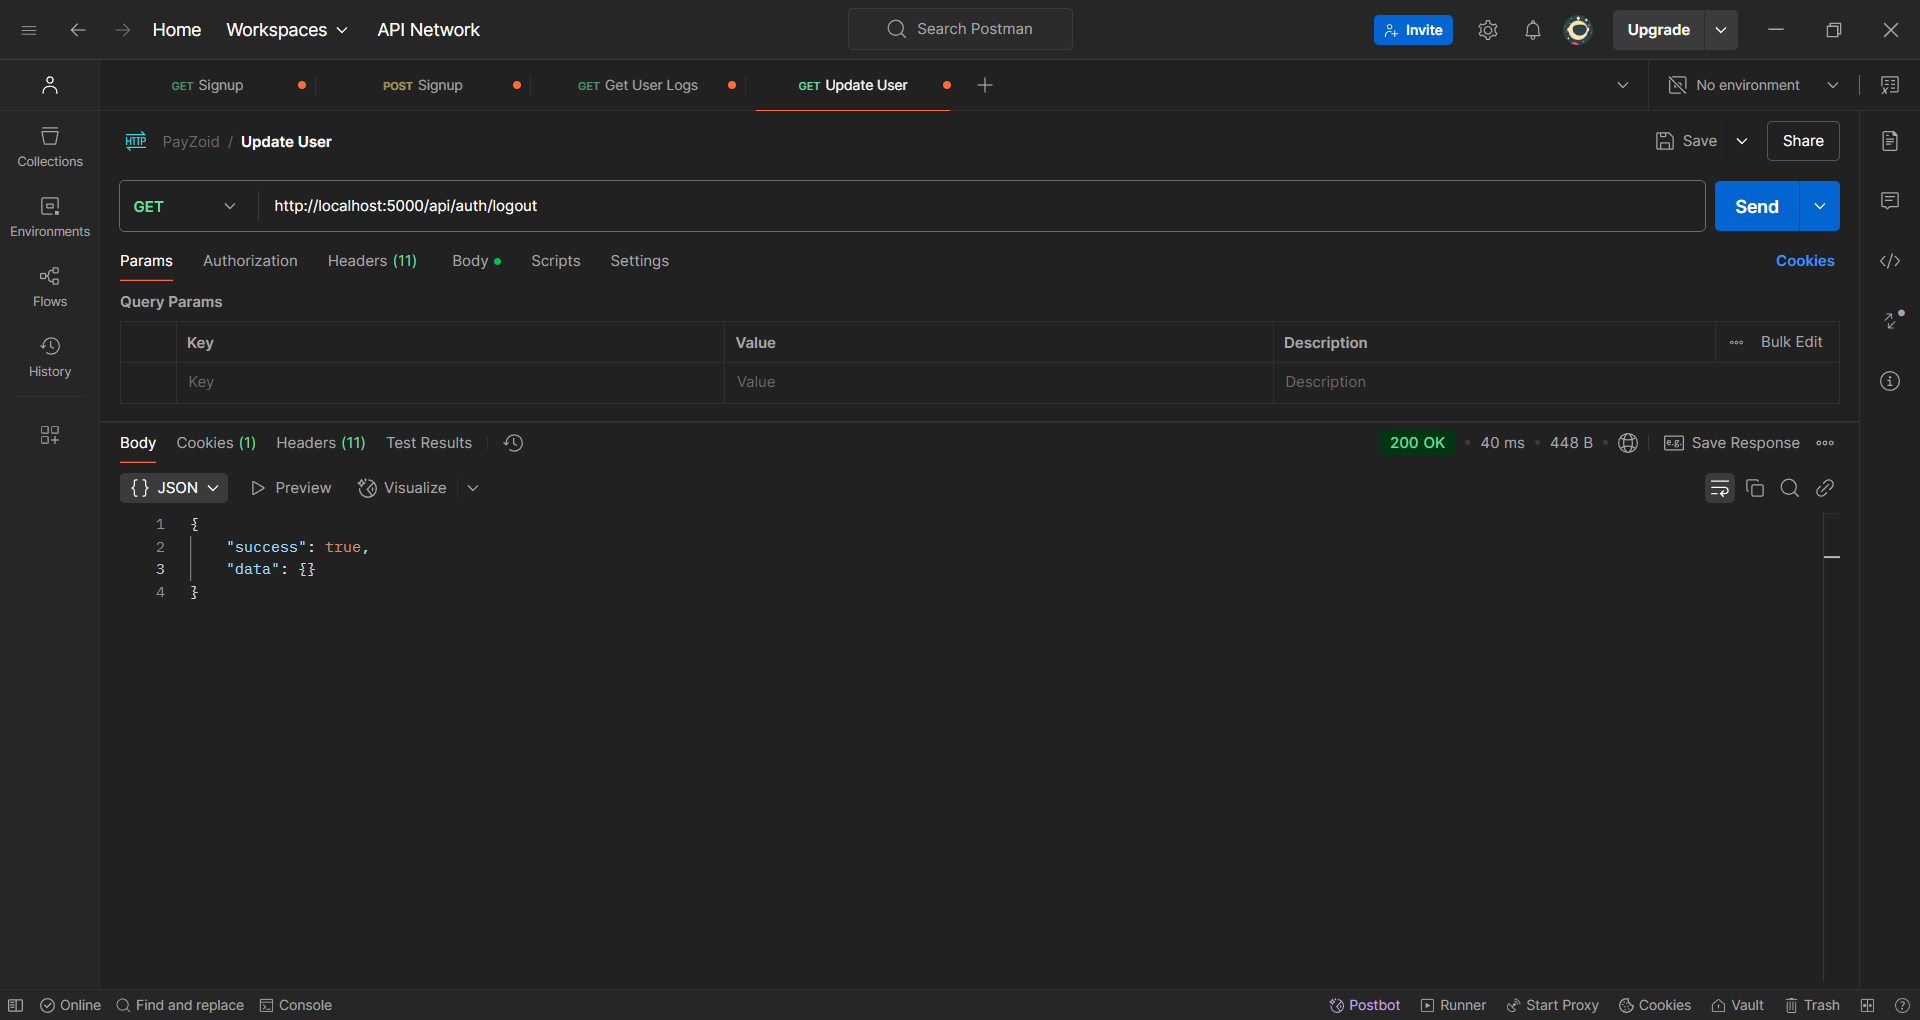 Home Workspaces API Network Search Postman Invite Upgrade
GET Signup POST Signup GET Get User Logs GET Update User No environment
HTTP PayZoid / Update User Save Share
Collections
GET http://localhost:5000/api/auth/logout Send
Environments
Params Authorization Headers (11) Body Scripts Settings Cookies
Flows
Query Params
Key Value Description Bulk Edit
History
Key Value Description
Body Cookies (1) Headers (11) Test Results 200 OK 40 ms 448 B e.g. Save Response
{} JSON Preview Visualize
1 {
2 "success": true,
3 "data": {}
4 }
Online Find and replace Console Postbot Runner Start Proxy Cookies Vault Trash